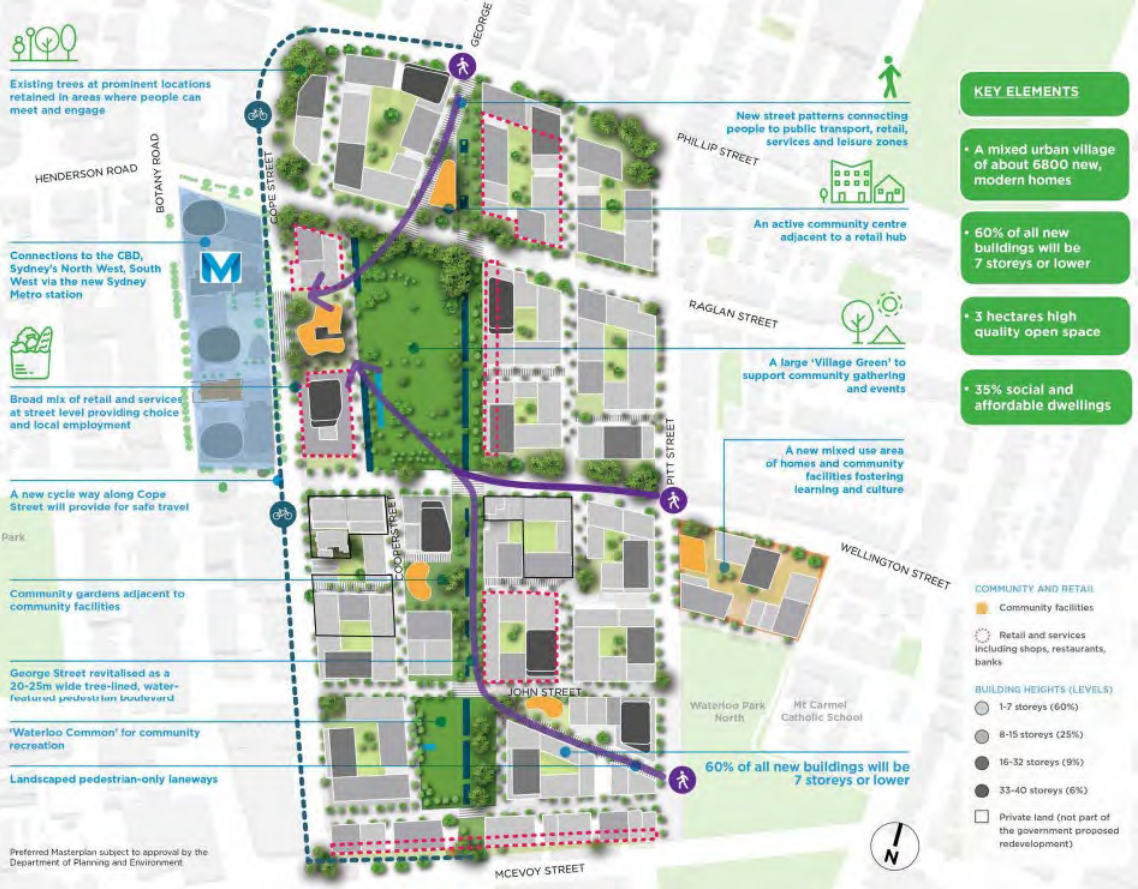 GEORGE
Existing trees at prominent locations
retained in areas where people can
meet and engage
HENDERSON ROAD
BOTANY ROAD
COPE STREET
Connections to the CBD,
Sydney's North West, South
West via the new Sydney
Metro station
M
Broad mix of retail and services
at street level providing choice
and local employment
A new cycle way along Cope
Street will provide for safe travel
Park
Community gardens adjacent to
community facilities
George Street revitalised as a
20-25m wide tree-lined, water-
featured pedestrian boulevard
'Waterloo Common' for community
recreation
Landscaped pedestrian-only laneways
Preferred Masterplan subject to approval by the
Department of Planning and Environment
COOPER STREET
JOHN STREET
MCEVOY STREET
New street patterns connecting
people to public transport, retail,
services and leisure zones
PHILLIP STREET
An active community centre
adjacent to a retail hub
RAGLAN STREET
A large 'Village Green' to
support community gathering
and events
PITT STREET
A new mixed use area
of homes and community
facilities fostering
learning and culture
WELLINGTON STREET
Waterloo Park
North
Mt Carmel
Catholic School
60% of all new buildings will be
7 storeys or lower
N
KEY ELEMENTS
• A mixed urban village
of about 6800 new,
modern homes
• 60% of all new
buildings will be
7 storeys or lower
• 3 hectares high
quality open space
• 35% social and
affordable dwellings
COMMUNITY AND RETAIL
Community facilities
Retail and services
including shops, restaurants,
banks
BUILDING HEIGHTS (LEVELS)
1-7 storeys (60%)
8-15 storeys (25%)
16-32 storeys (9%)
33-40 storeys (6%)
Private land (not part of
the government proposed
redevelopment)